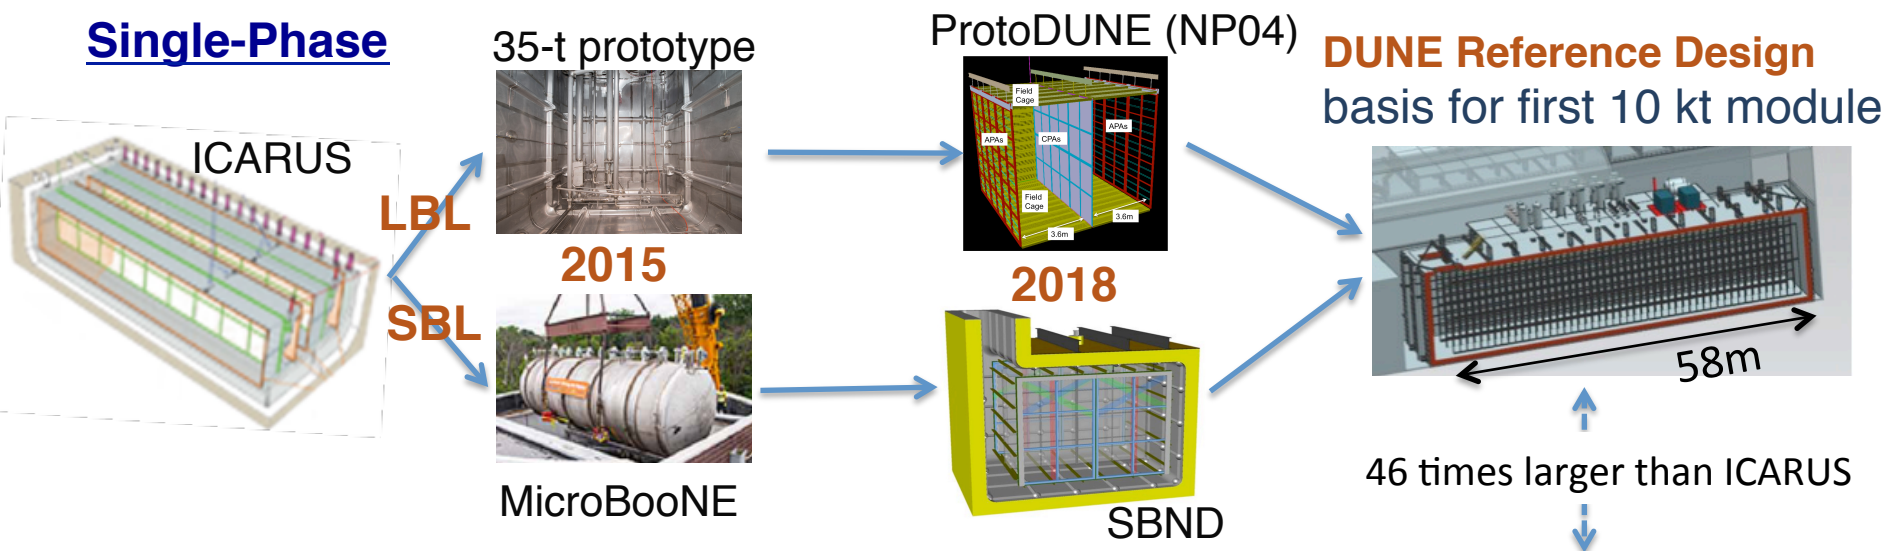 Single-Phase
35-t prototype
ProtoDUNE (NP04)
DUNE Reference Design
basis for first 10 kt module
ICARUS
LBL
SBL
2015
MicroBooNE
Field
Cage
APAs
CPAs
APAs
Field
Cage
3.6m
3.6m
2018
SBND
58m
46 times larger than ICARUS